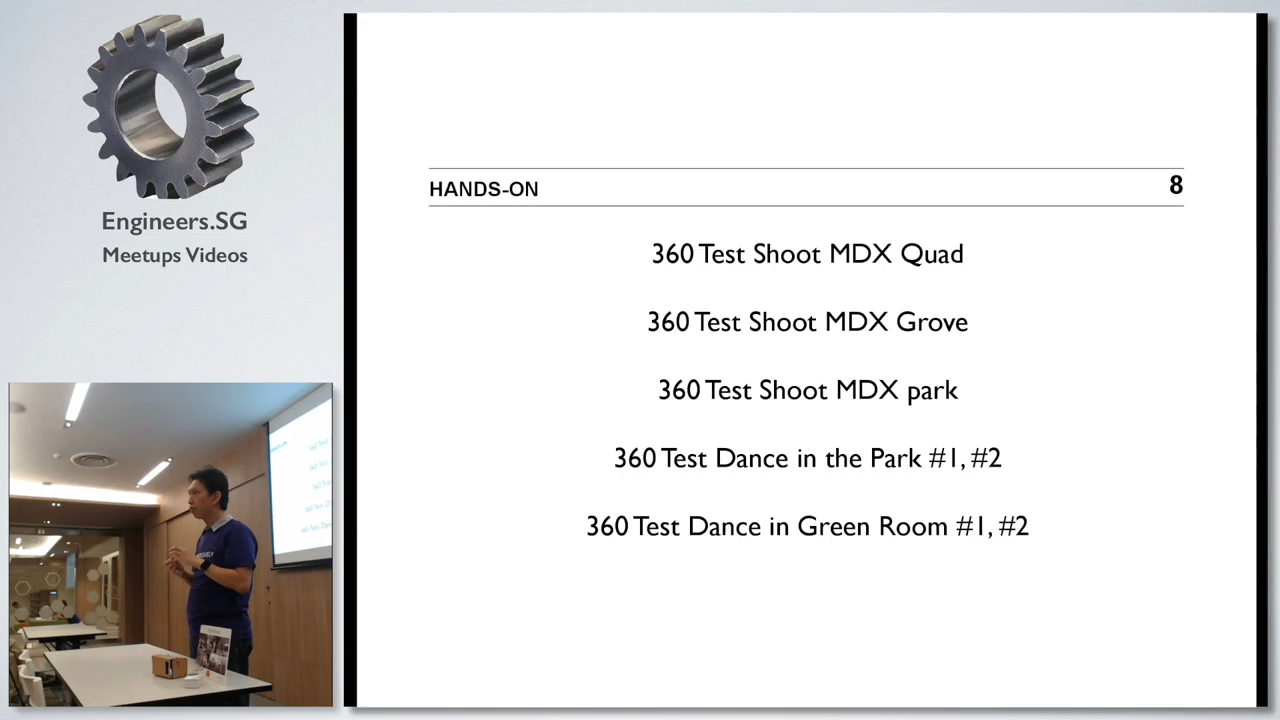 Engineers.SG
Meetups Videos
HANDS-ON
8
360 Test Shoot MDX Quad
360 Test Shoot MDX Grove
360 Test Shoot MDX park
360 Test Dance in the Park #1, #2
360 Test Dance in Green Room #1, #2